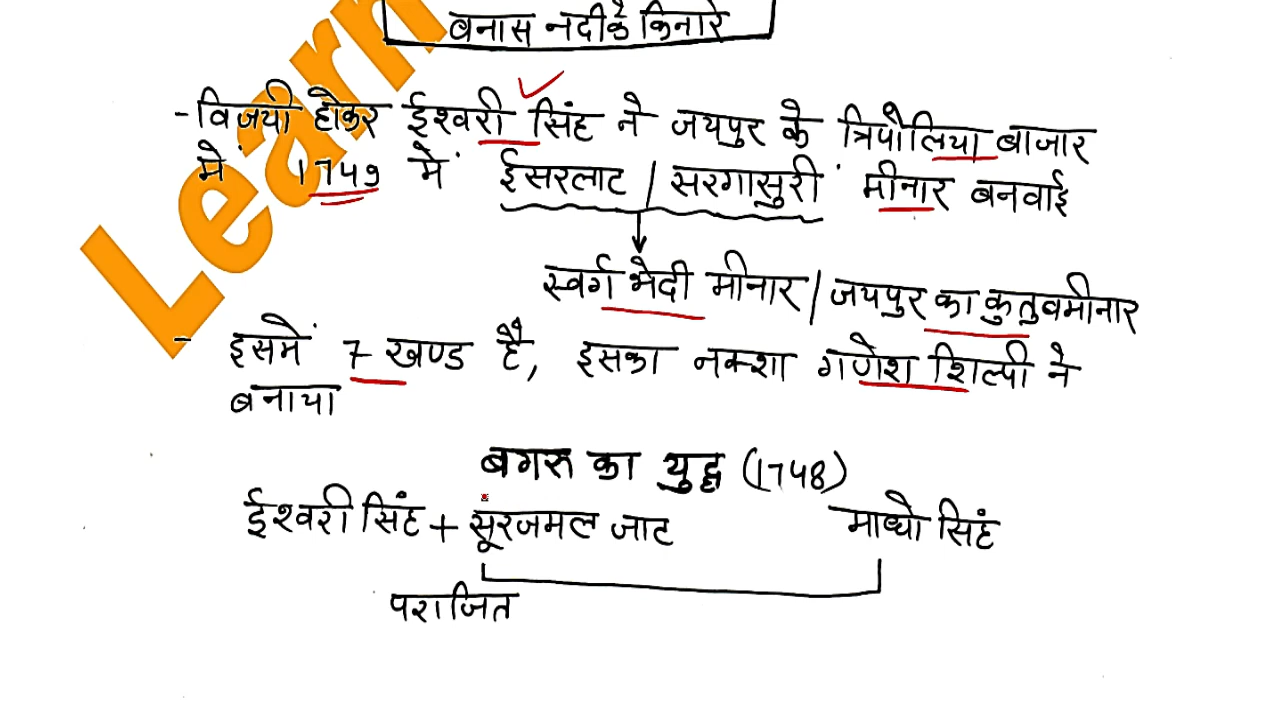 बनास नदी के किनारे
- विजयी होकर ईश्वरी सिंह ने जयपुर के त्रिपौलिया बाजार
में 1749 में ईसरलाट / सरगासुरी मीनार बनवाई
स्वर्ग भेदी मीनार / जयपुर का कुतुबमीनार
- इसमें 7 खण्ड है, इसका नक्शा गणेश शिल्पी ने
बनाया
बगरु का युद्ध (1748)
ईश्वरी सिंह + सूरजमल जाट माधो सिंह
पराजित
Learn